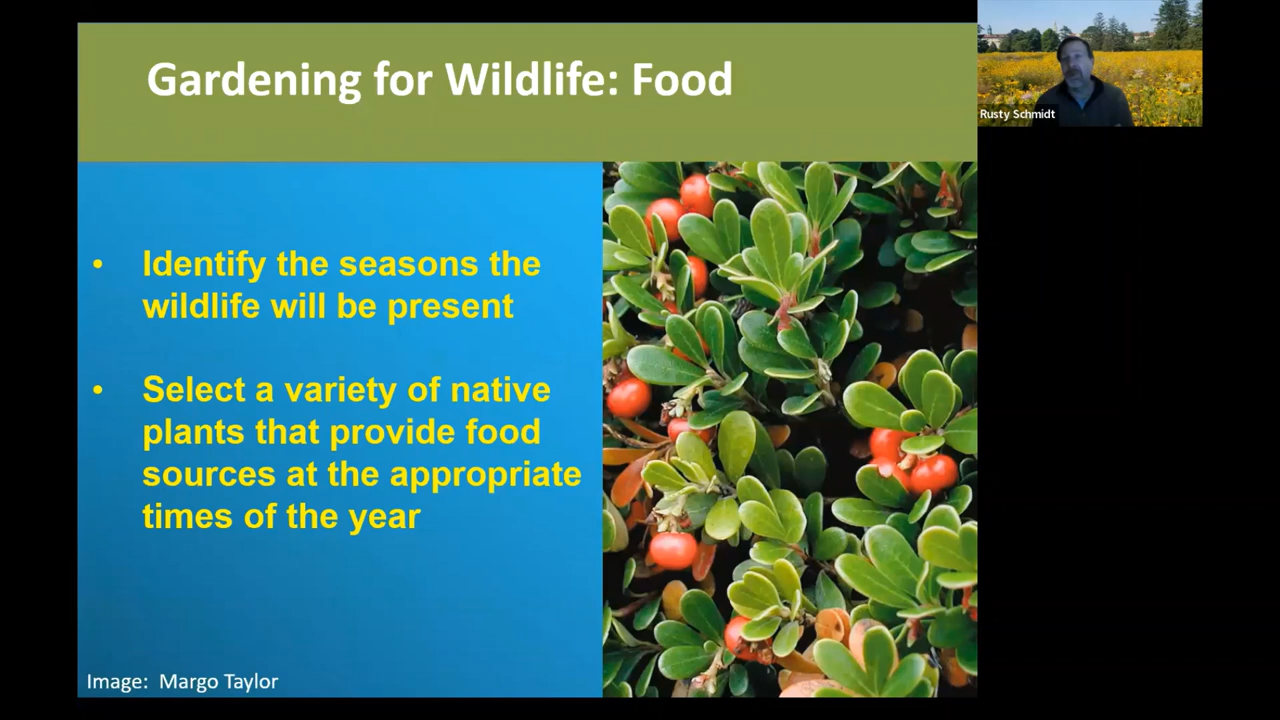 Gardening for Wildlife: Food
Rusty Schmidt
• Identify the seasons the
wildlife will be present
• Select a variety of native
plants that provide food
sources at the appropriate
times of the year
Image: Margo Taylor